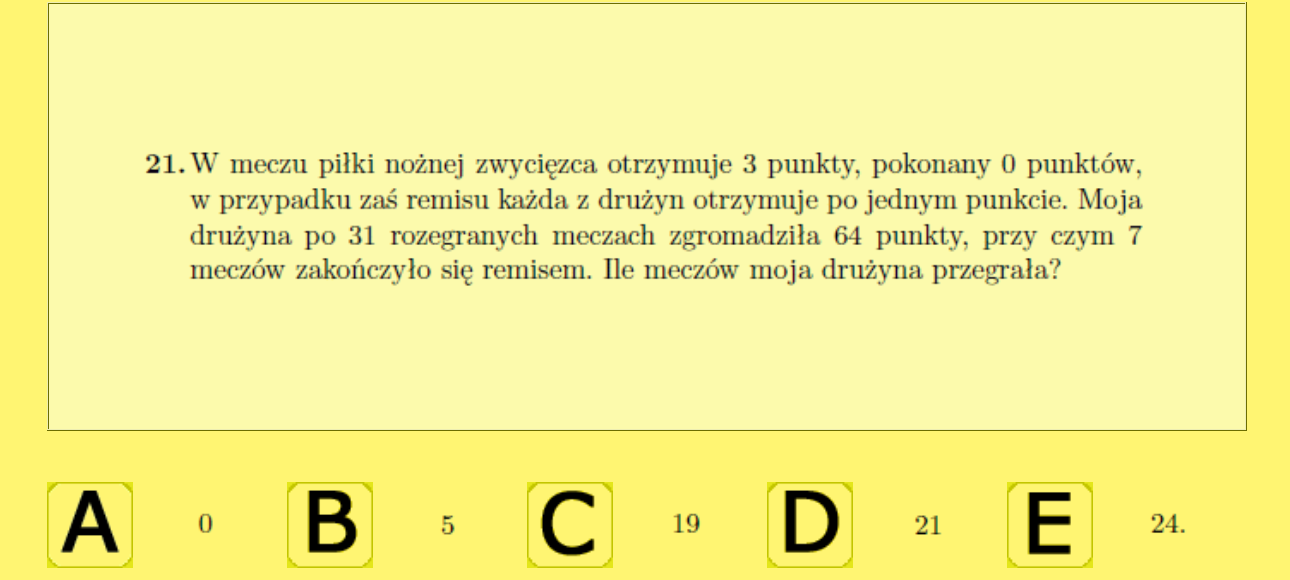 21. W meczu piłki nożnej zwycięzca otrzymuje 3 punkty, pokonany 0 punktów,
w przypadku zaś remisu każda z drużyn otrzymuje po jednym punkcie. Moja
drużyna po 31 rozegranych meczach zgromadziła 64 punkty, przy czym 7
meczów zakończyło się remisem. Ile meczów moja drużyna przegrała?
A 0 B 5 C 19 D 21 E 24.